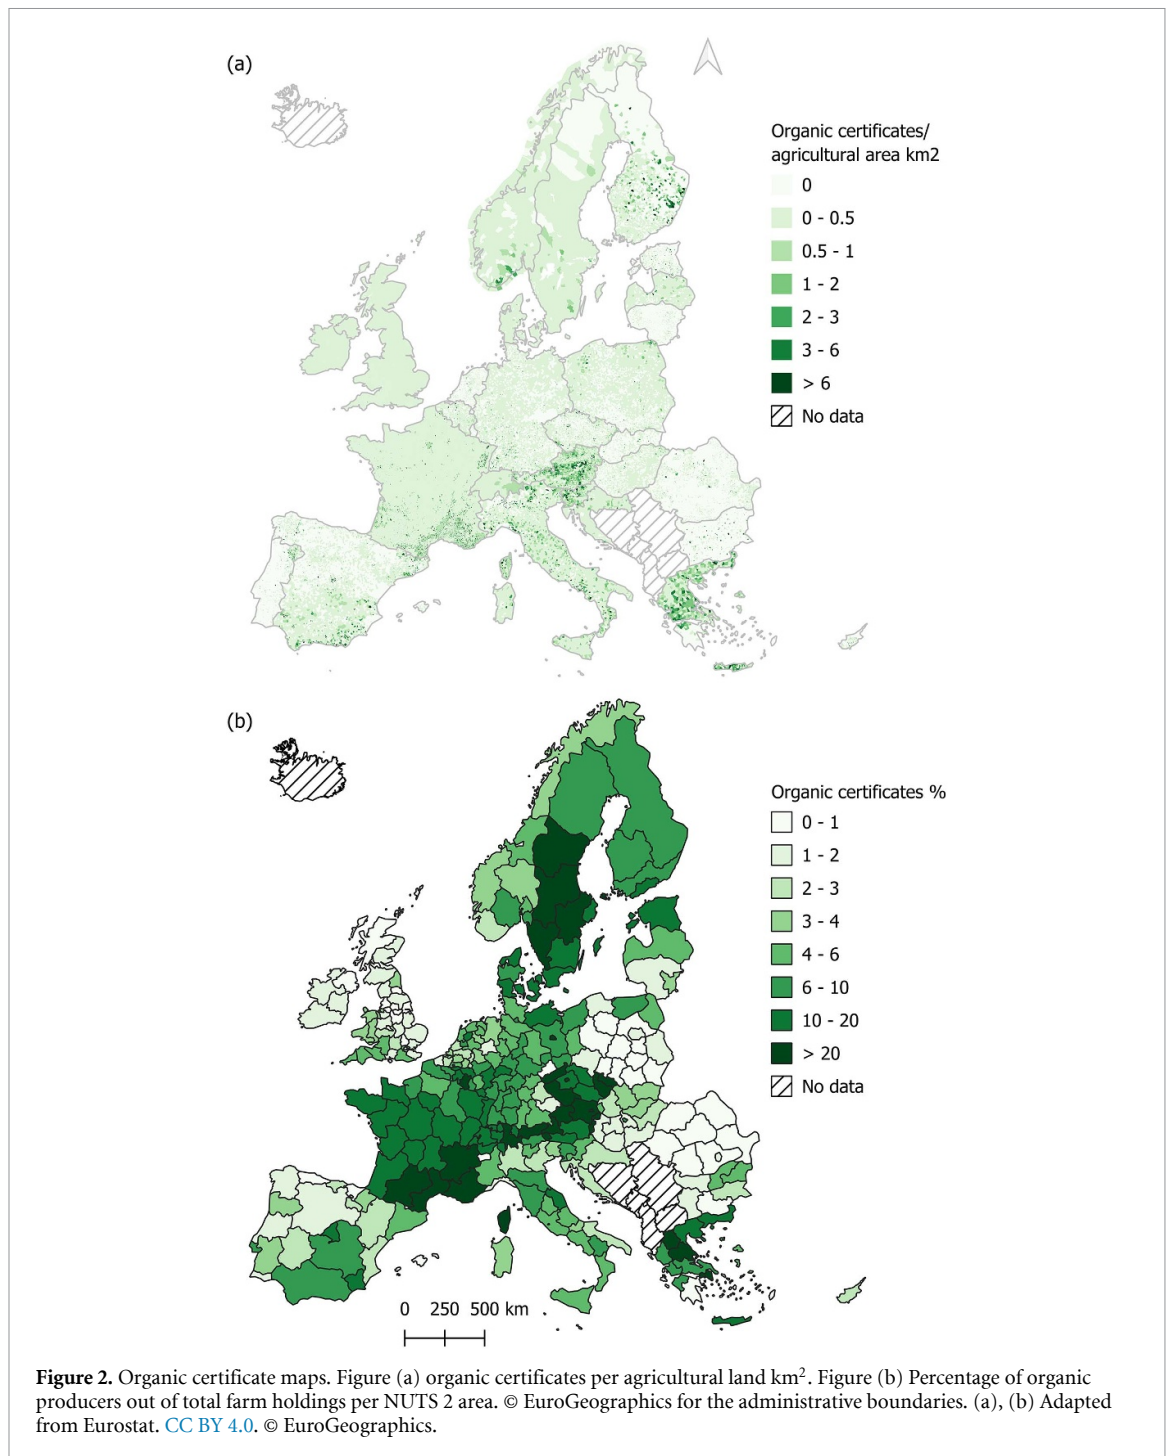 (a)
Organic certificates/
agricultural area km2
0
0 - 0.5
0.5 - 1
1 - 2
2 - 3
3 - 6
> 6
No data
(b)
Organic certificates %
0 - 1
1 - 2
2 - 3
3 - 4
4 - 6
6 - 10
10 - 20
> 20
No data
0 250 500 km
Figure 2. Organic certificate maps. Figure (a) organic certificates per agricultural land km². Figure (b) Percentage of organic
producers out of total farm holdings per NUTS 2 area. © EuroGeographics for the administrative boundaries. (a), (b) Adapted
from Eurostat. CC BY 4.0. © EuroGeographics.